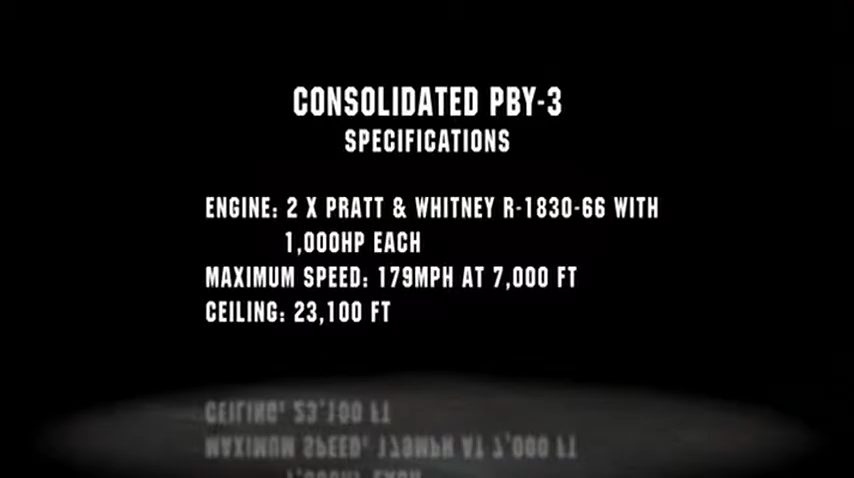 CONSOLIDATED PBY-3
SPECIFICATIONS
ENGINE: 2 X PRATT & WHITNEY R-1830-66 WITH
1,000HP EACH
MAXIMUM SPEED: 179MPH AT 7,000 FT
CEILING: 23,100 FT